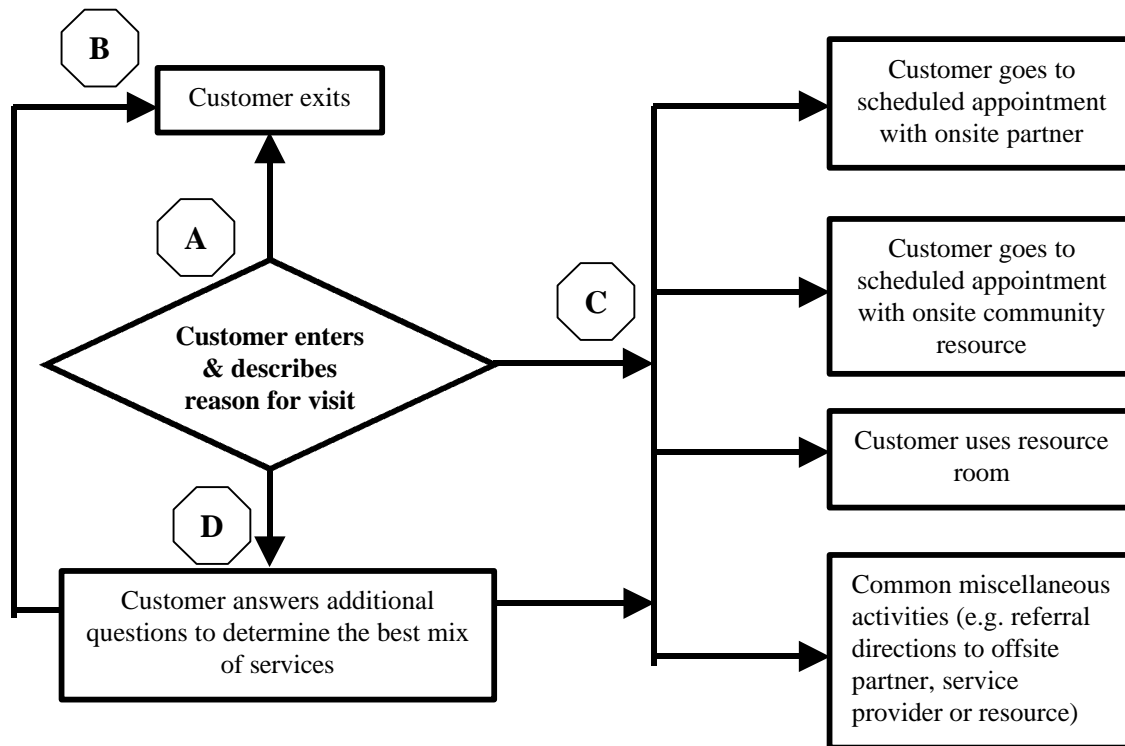 B
Customer exits
A
Customer enters
& describes
reason for visit
D
Customer answers additional
questions to determine the best mix
of services
C
Customer goes to
scheduled appointment
with onsite partner
Customer goes to
scheduled appointment
with onsite community
resource
Customer uses resource
room
Common miscellaneous
activities (e.g. referral
directions to offsite
partner, service
provider or resource)